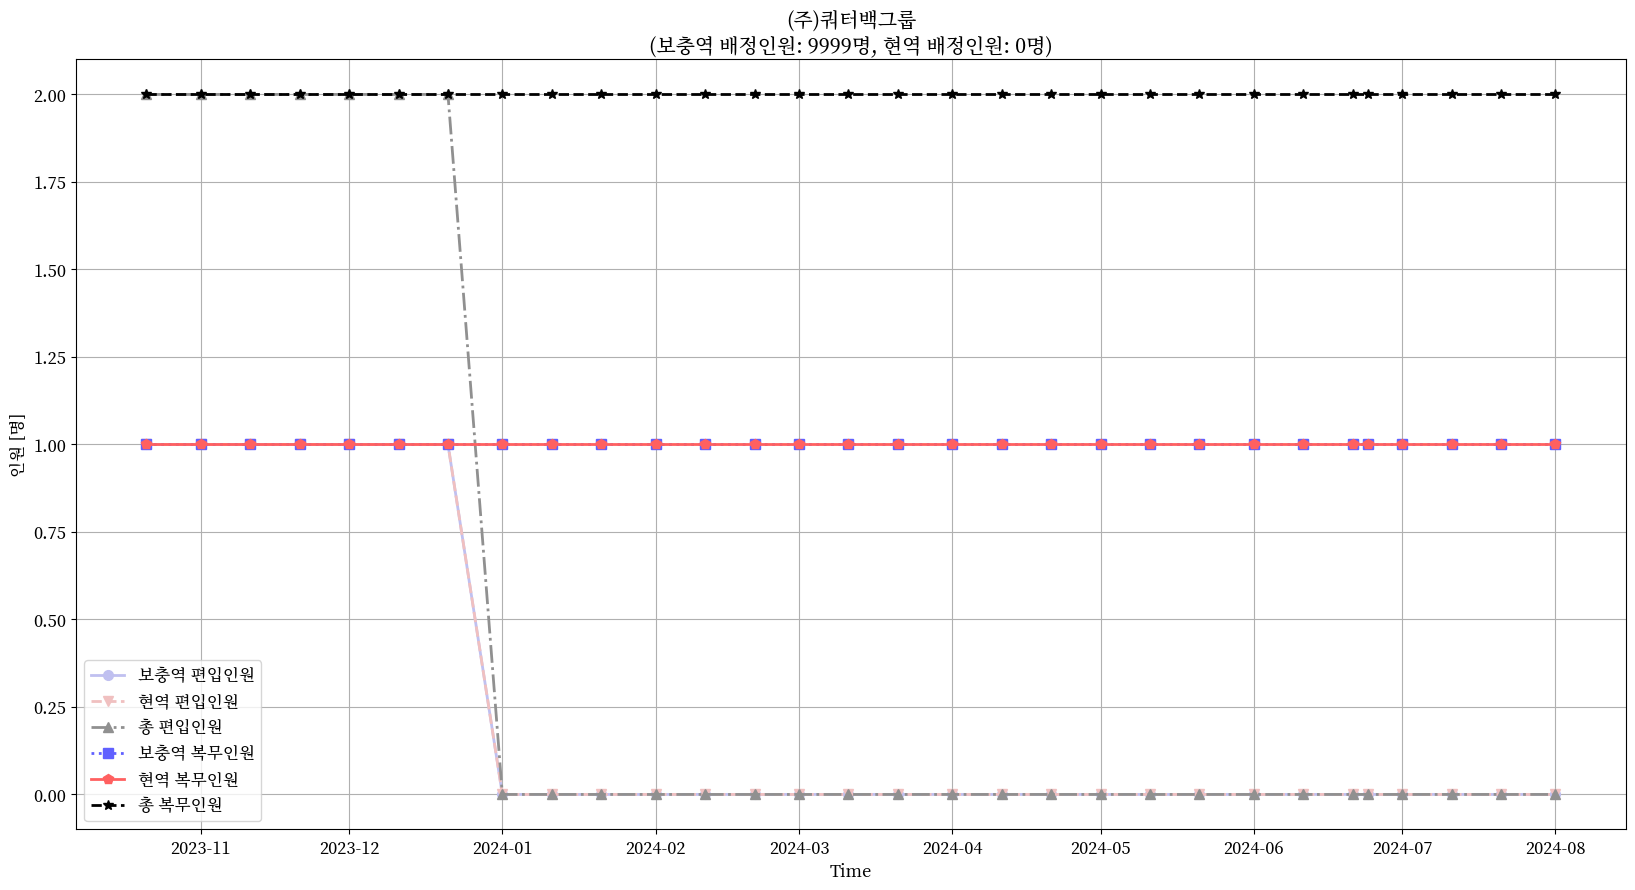 (주)쿼터백그룹
(보충역 배정인원: 9999명, 현역 배정인원: 0명)
인원 [명]
2.00
1.75
1.50
1.25
1.00
0.75
0.50
0.25
0.00
보충역 편입인원
현역 편입인원
총 편입인원
보충역 복무인원
현역 복무인원
총 복무인원
2023-11
2023-12
2024-01
2024-02
2024-03
2024-04
2024-05
2024-06
2024-07
2024-08
Time